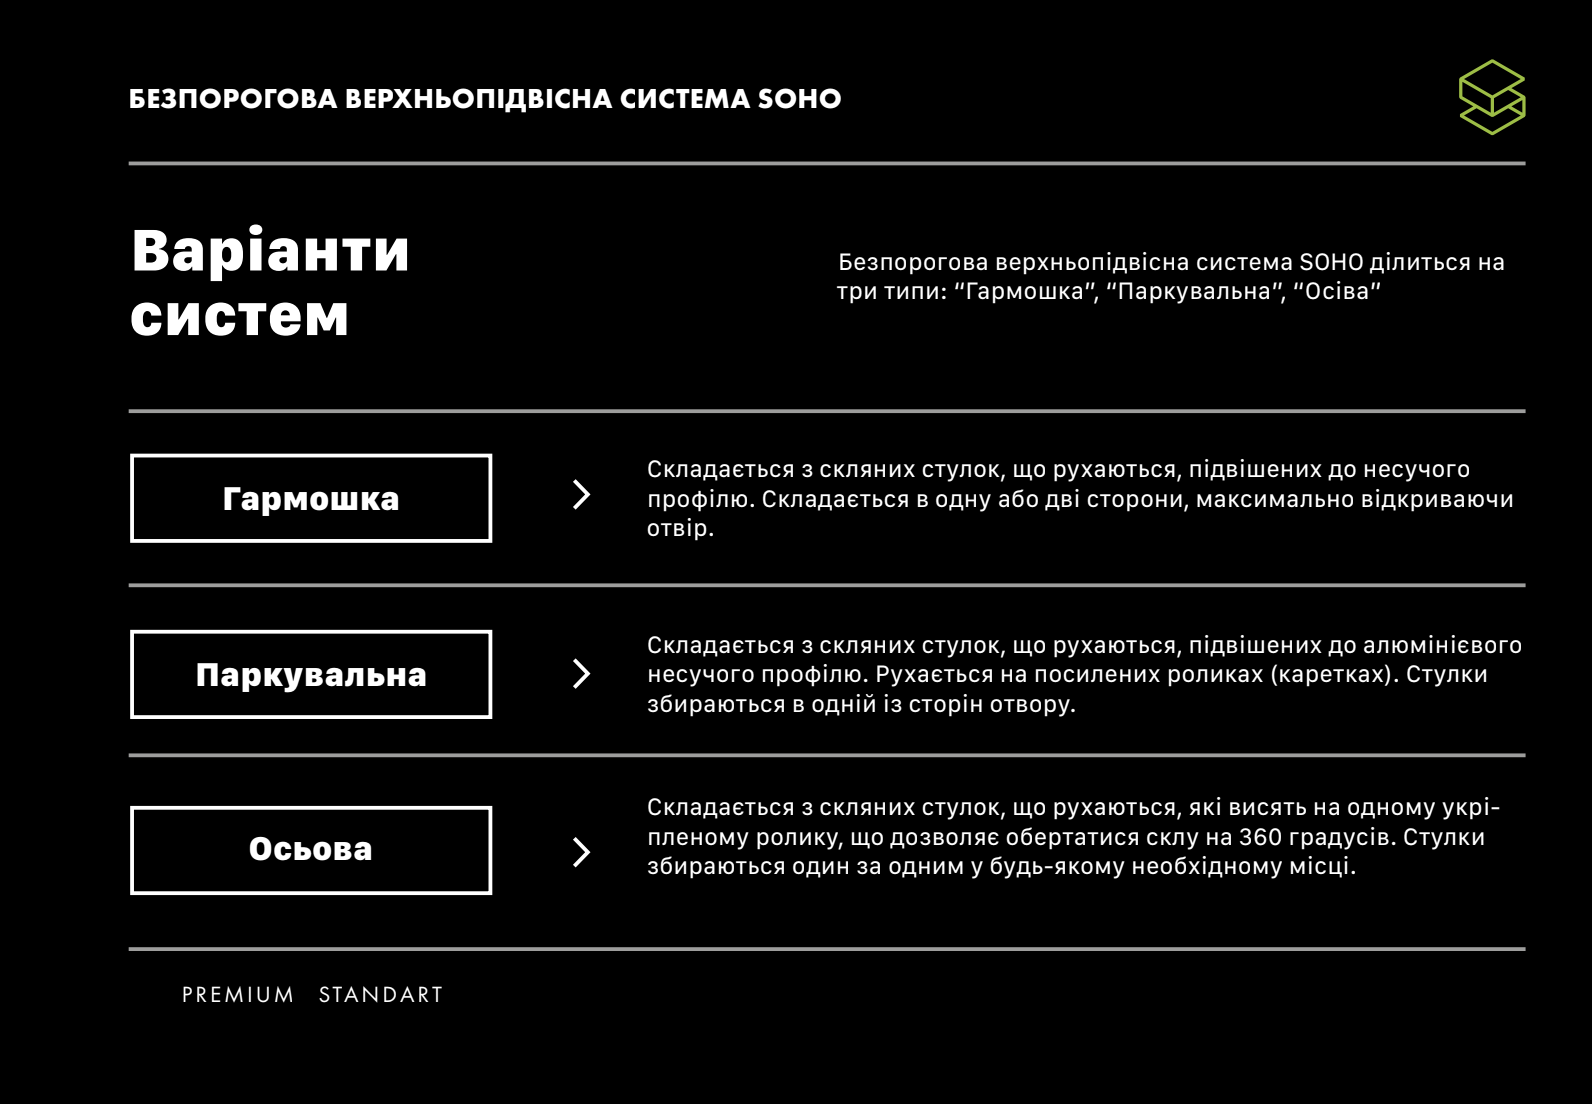 БЕЗПОРОГОВА ВЕРХНЬОПІДВІСНА СИСТЕМА SOHO
Варіанти
систем
Безпорогова верхньопідвісна система SOHO ділиться на
три типи: “Гармошка”, “Паркувальна”, “Осіва”
Гармошка
Складається з скляних стулок, що рухаються, підвішених до несучого
профілю. Складається в одну або дві сторони, максимально відкриваючи
отвір.
Паркувальна
Складається з скляних стулок, що рухаються, підвішених до алюмінієвого
несучого профілю. Рухається на посилених роликах (каретках). Стулки
збираються в одній із сторін отвору.
Осьова
Складається з скляних стулок, що рухаються, які висять на одному укрі-
пленому ролику, що дозволяє обертатися склу на 360 градусів. Стулки
збираються один за одним у будь-якому необхідному місці.
PREMIUM STANDART